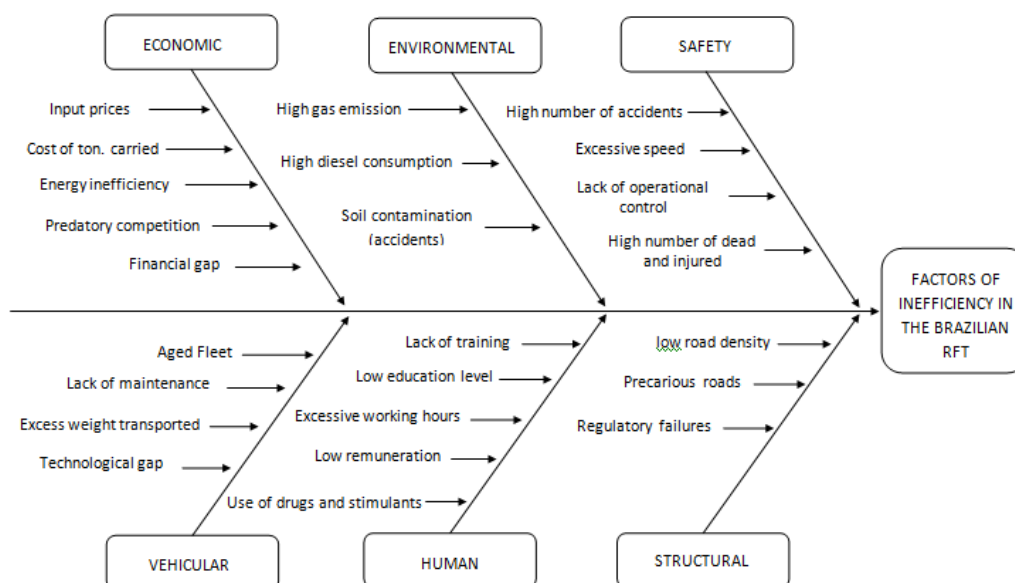 ECONOMIC
ENVIRONMENTAL
SAFETY
Input prices
Cost of ton. carried
Energy inefficiency
Predatory competition
Financial gap
High gas emission
High diesel consumption
Soil contamination
(accidents)
High number of accidents
Excessive speed
Lack of operational
control
High number of dead
and injured
FACTORS OF
INEFFICIENCY IN
THE BRAZILIAN
RFT
Aged Fleet
Lack of maintenance
Excess weight transported
Technological gap
Lack of training
Low education level
Excessive working hours
Low remuneration
Use of drugs and stimulants
low road density
Precarious roads
Regulatory failures
VEHICULAR
HUMAN
STRUCTURAL